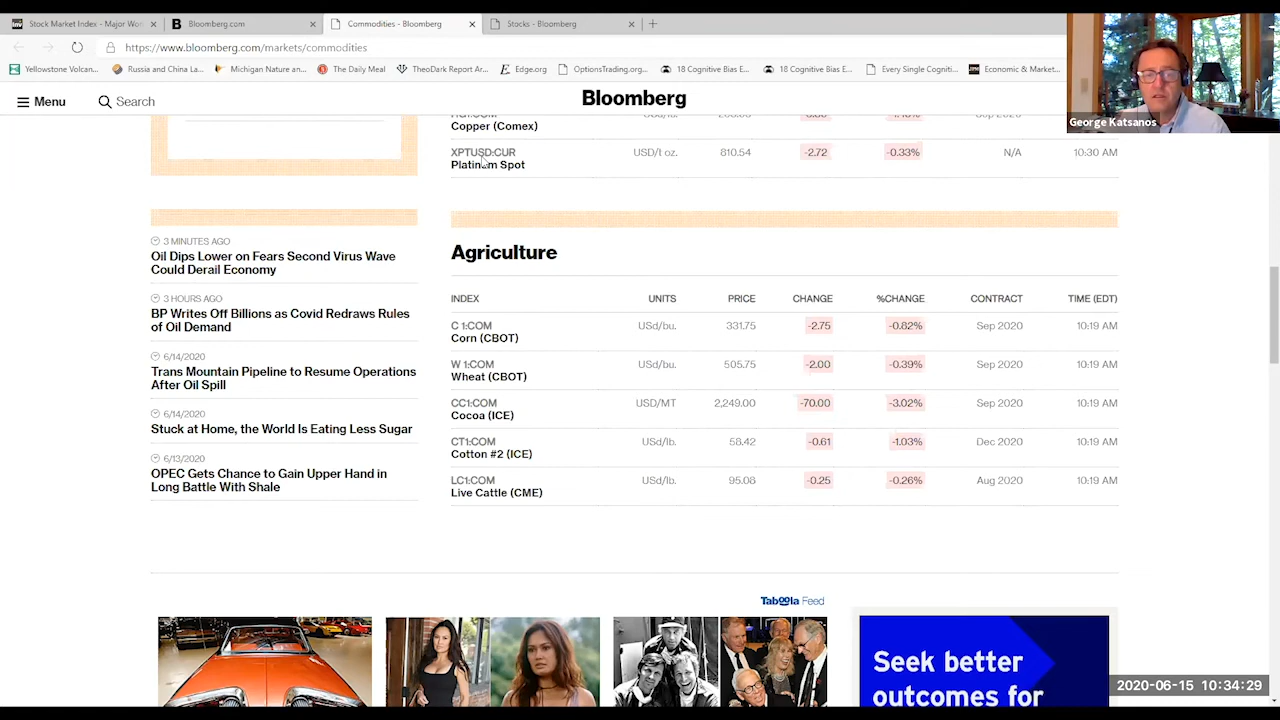 Stock Market Index - Major Wor
Bloomberg.com
Commodities - Bloomberg
Stocks - Bloomberg
https://www.bloomberg.com/markets/commodities
Yellowstone Volcan...
Russia and China La...
Michigan Nature an...
The Daily Meal
TheoDark Report Ar...
Edge.org
OptionsTrading.org...
18 Cognitive Bias E...
18 Cognitive Bias E...
Every Single Cogniti...
Economic & Market...
George Katsanos
Menu
Search
Bloomberg
Copper (Comex)
XPTUSD:CUR USD/t oz. 810.54 -2.72 -0.33% N/A 10:30 AM
Platinum Spot
3 MINUTES AGO
Oil Dips Lower on Fears Second Virus Wave
Could Derail Economy
3 HOURS AGO
BP Writes Off Billions as Covid Redraws Rules
of Oil Demand
6/14/2020
Trans Mountain Pipeline to Resume Operations
After Oil Spill
6/14/2020
Stuck at Home, the World Is Eating Less Sugar
6/13/2020
OPEC Gets Chance to Gain Upper Hand in
Long Battle With Shale
Agriculture
INDEX UNITS PRICE CHANGE %CHANGE CONTRACT TIME (EDT)
C 1:COM USd/bu. 331.75 -2.75 -0.82% Sep 2020 10:19 AM
Corn (CBOT)
W 1:COM USd/bu. 505.75 -2.00 -0.39% Sep 2020 10:19 AM
Wheat (CBOT)
CC1:COM USD/MT 2,249.00 -70.00 -3.02% Sep 2020 10:19 AM
Cocoa (ICE)
CT1:COM USd/lb. 58.42 -0.61 -1.03% Dec 2020 10:19 AM
Cotton #2 (ICE)
LC1:COM USd/lb. 95.08 -0.25 -0.26% Aug 2020 10:19 AM
Live Cattle (CME)
Taboola Feed
Seek better
outcomes for
2020-06-15 10:34:29